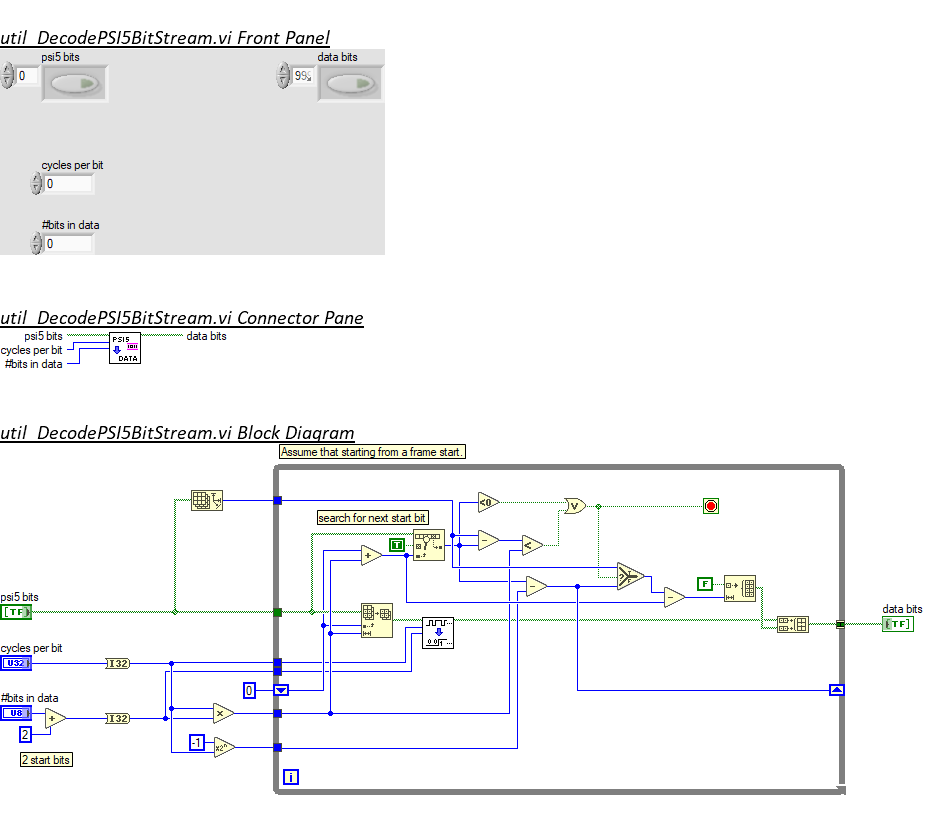 util_DecodePSI5BitStream.vi Front Panel
psi5 bits
data bits
0
99
cycles per bit
0
#bits in data
0
util_DecodePSI5BitStream.vi Connector Pane
psi5 bits
data bits
cycles per bit
#bits in data
PSI5
DATA
util_DecodePSI5BitStream.vi Block Diagram
Assume that starting from a frame start.
<0
V
search for next start bit
T
+
-
<
-
?
F
-
psi5 bits
TF
data bits
TF
cycles per bit
U32
I32
0
#bits in data
U8
+
I32
x
2
-1
x2^n
2 start bits
i